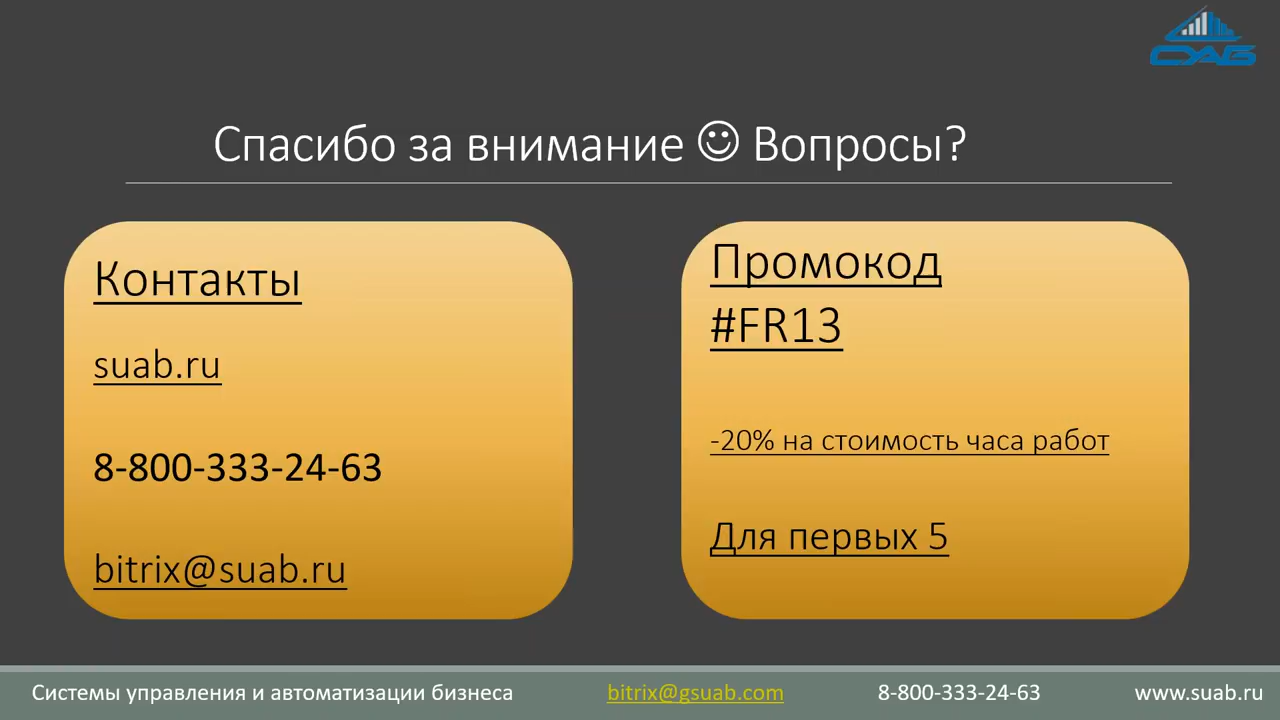 СУАБ
Спасибо за внимание ☺ Вопросы?
Контакты
suab.ru
8-800-333-24-63
bitrix@suab.ru
Промокод
#FR13
-20% на стоимость часа работ
Для первых 5
Системы управления и автоматизации бизнеса bitrix@gsuab.com 8-800-333-24-63 www.suab.ru